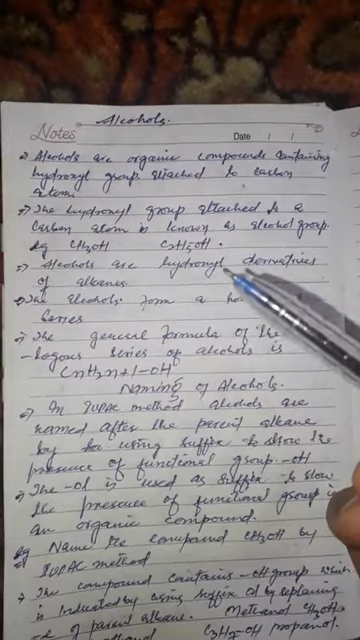 Alcohols.
Notes
Date / /
=> Alcohols are organic compounds containing
hydroxyl group attached to carbon
atom
=> The hydroxyl group attached to a
carbon atom is known as alcohol group.
eg CH3OH C2H5OH.
=> Alcohols are hydroxyl derivatives
of alkanes
=> The alcohols form a ho
series
=> The general formula of the
-logous series of alcohols is
CnH2n+1-OH
Naming of Alcohols.
=> In IUPAC method alcohols are
named after the parent alkane
by using suffix to show the
presence of functional group -OH
=> The -ol is used as suffix to show
the presence of functional group in
an organic compound.
eg Name the compound CH3OH by
IUPAC method
=> The compound contains -OH group which
is indicated by using suffix ol by replacing
-e of parent alkane. Methanol CH3OH
C3H7-OH propanol.